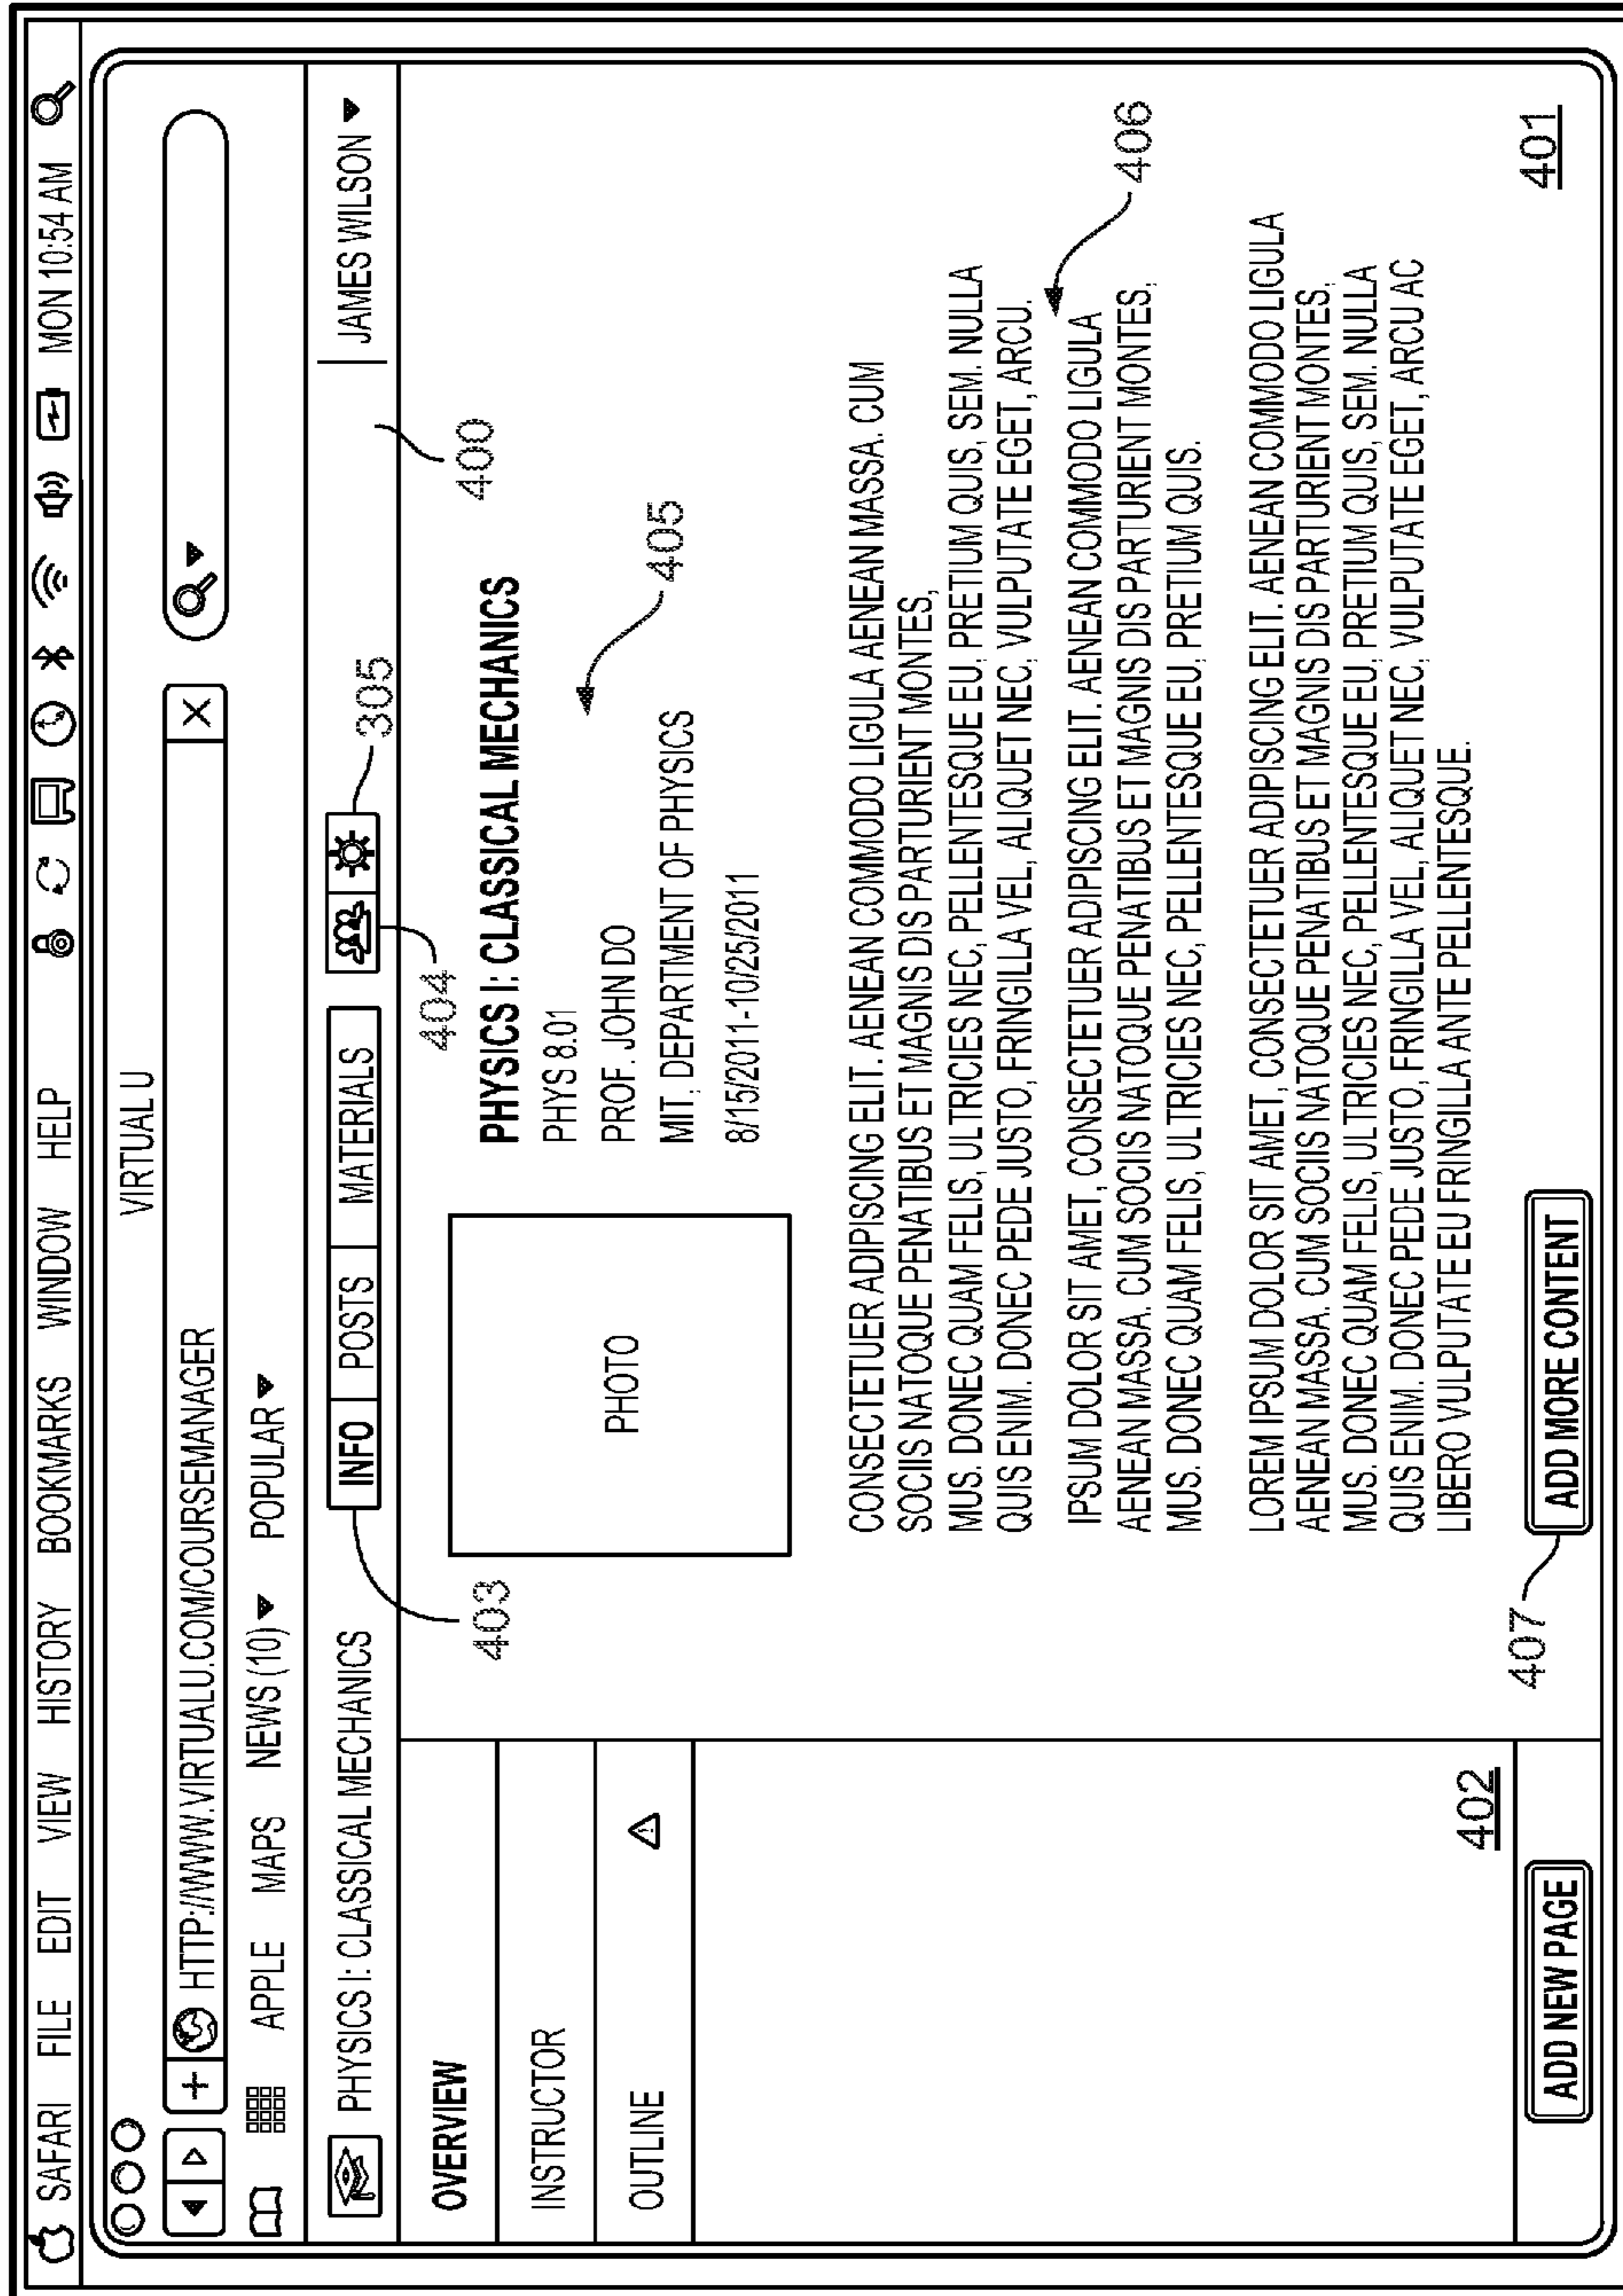 SAFARI FILE EDIT VIEW HISTORY BOOKMARKS WINDOW HELP MON 10:54 AM
VIRTUAL U
HTTP://WWW.VIRTUALU.COM/COURSEMANAGER X
APPLE MAPS NEWS (10) POPULAR
PHYSICS I: CLASSICAL MECHANICS INFO POSTS MATERIALS JAMES WILSON
403
404
305
400
OVERVIEW
INSTRUCTOR
OUTLINE
402
ADD NEW PAGE
PHOTO
PHYSICS I: CLASSICAL MECHANICS
PHYS 8.01
PROF. JOHN DO
MIT, DEPARTMENT OF PHYSICS
8/15/2011-10/25/2011
405
CONSECTETUER ADIPISCING ELIT. AENEAN COMMODO LIGULA AENEAN MASSA. CUM
SOCIIS NATOQUE PENATIBUS ET MAGNIS DIS PARTURIENT MONTES,
MUS. DONEC QUAM FELIS, ULTRICIES NEC, PELLENTESQUE EU, PRETIUM QUIS, SEM. NULLA
QUIS ENIM. DONEC PEDE JUSTO, FRINGILLA VEL, ALIQUET NEC, VULPUTATE EGET, ARCU.
406
IPSUM DOLOR SIT AMET, CONSECTETUER ADIPISCING ELIT. AENEAN COMMODO LIGULA
AENEAN MASSA. CUM SOCIIS NATOQUE PENATIBUS ET MAGNIS DIS PARTURIENT MONTES,
MUS. DONEC QUAM FELIS, ULTRICIES NEC, PELLENTESQUE EU, PRETIUM QUIS.
LOREM IPSUM DOLOR SIT AMET, CONSECTETUER ADIPISCING ELIT. AENEAN COMMODO LIGULA
AENEAN MASSA. CUM SOCIIS NATOQUE PENATIBUS ET MAGNIS DIS PARTURIENT MONTES,
MUS. DONEC QUAM FELIS, ULTRICIES NEC, PELLENTESQUE EU, PRETIUM QUIS, SEM. NULLA
QUIS ENIM. DONEC PEDE JUSTO, FRINGILLA VEL, ALIQUET NEC, VULPUTATE EGET, ARCU AC
LIBERO VULPUTATE EU FRINGILLA ANTE PELLENTESQUE.
407
ADD MORE CONTENT
401